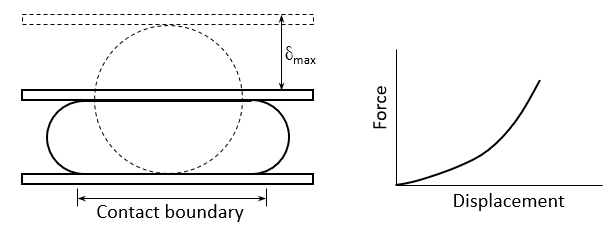 δmax
Contact boundary
Force
Displacement